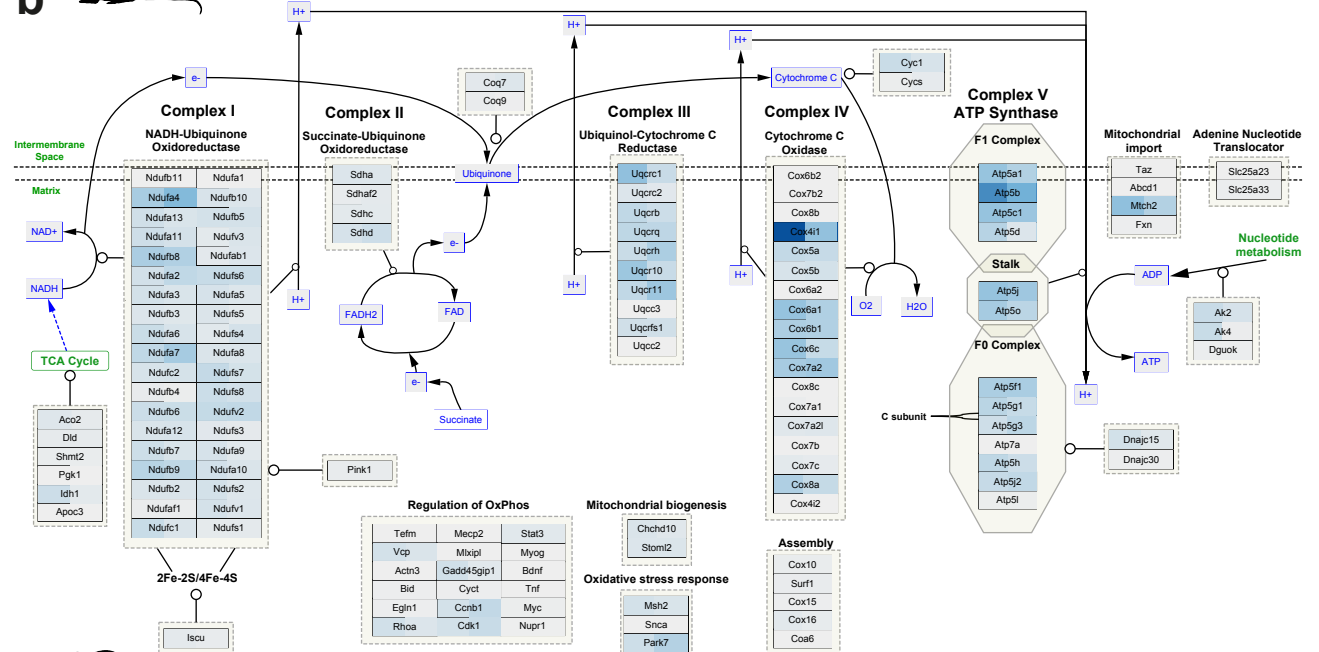 b
H+
H+
H+
e-
Cytochrome C
Cyc1
Cycs
Coq7
Coq9
Complex I
NADH-Ubiquinone
Oxidoreductase
Complex II
Succinate-Ubiquinone
Oxidoreductase
Complex III
Ubiquinol-Cytochrome C
Reductase
Complex IV
Cytochrome C
Oxidase
Complex V
ATP Synthase
F1 Complex
Mitochondrial
import
Adenine Nucleotide
Translocator
Intermembrane
Space
Matrix
Ubiquinone
NAD+
NADH
TCA Cycle
Aco2
Dld
Shmt2
Pgk1
Idh1
Apoc3
Ndufb11 Ndufa1
Ndufa4 Ndufb10
Ndufa13 Ndufb5
Ndufa11 Ndufv3
Ndufb8 Ndufab1
Ndufa2 Ndufs6
Ndufa3 Ndufa5
Ndufb3 Ndufs5
Ndufa6 Ndufs4
Ndufa7 Ndufa8
Ndufc2 Ndufs7
Ndufb4 Ndufs8
Ndufb6 Ndufv2
Ndufa12 Ndufs3
Ndufb7 Ndufa9
Ndufb9 Ndufa10
Ndufb2 Ndufs2
Ndufaf1 Ndufv1
Ndufc1 Ndufs1
2Fe-2S/4Fe-4S
Iscu
Pink1
H+
Sdha
Sdhaf2
Sdhc
Sdhd
e-
FADH2
FAD
e-
Succinate
H+
Uqcrc1
Uqcrc2
Uqcrb
Uqcrq
Uqcrh
Uqcr10
Uqcr11
Uqcc3
Uqcrfs1
Uqcc2
H+
Cox6b2
Cox7b2
Cox8b
Cox4i1
Cox5a
Cox5b
Cox6a2
Cox6a1
Cox6b1
Cox6c
Cox7a2
Cox8c
Cox7a1
Cox7a2l
Cox7b
Cox7c
Cox8a
Cox4i2
O2
H2O
Atp5a1
Atp5b
Atp5c1
Atp5d
Stalk
Atp5j
Atp5o
F0 Complex
Atp5f1
Atp5g1
Atp5g3
Atp7a
Atp5h
Atp5j2
Atp5l
C subunit
Taz
Abcd1
Mtch2
Fxn
Slc25a23
Slc25a33
Nucleotide
metabolism
ADP
ATP
H+
Ak2
Ak4
Dguok
Dnajc15
Dnajc30
Regulation of OxPhos
Tefm Mecp2 Stat3
Vcp Mlxipl Myog
Actn3 Gadd45gip1 Bdnf
Bid Cyct Tnf
Egln1 Ccnb1 Myc
Rhoa Cdk1 Nupr1
Mitochondrial biogenesis
Chchd10
Stoml2
Oxidative stress response
Msh2
Snca
Park7
Assembly
Cox10
Surf1
Cox15
Cox16
Coa6